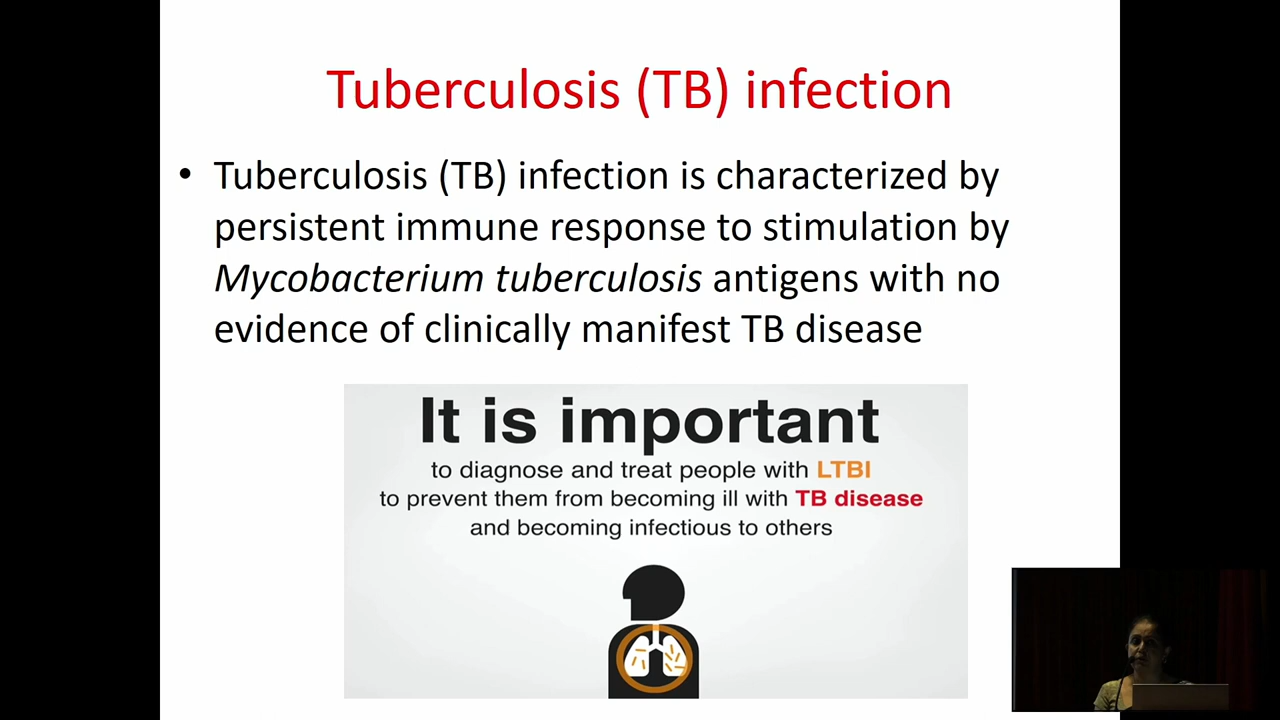 Tuberculosis (TB) infection
• Tuberculosis (TB) infection is characterized by
persistent immune response to stimulation by
Mycobacterium tuberculosis antigens with no
evidence of clinically manifest TB disease
It is important
to diagnose and treat people with LTBI
to prevent them from becoming ill with TB disease
and becoming infectious to others